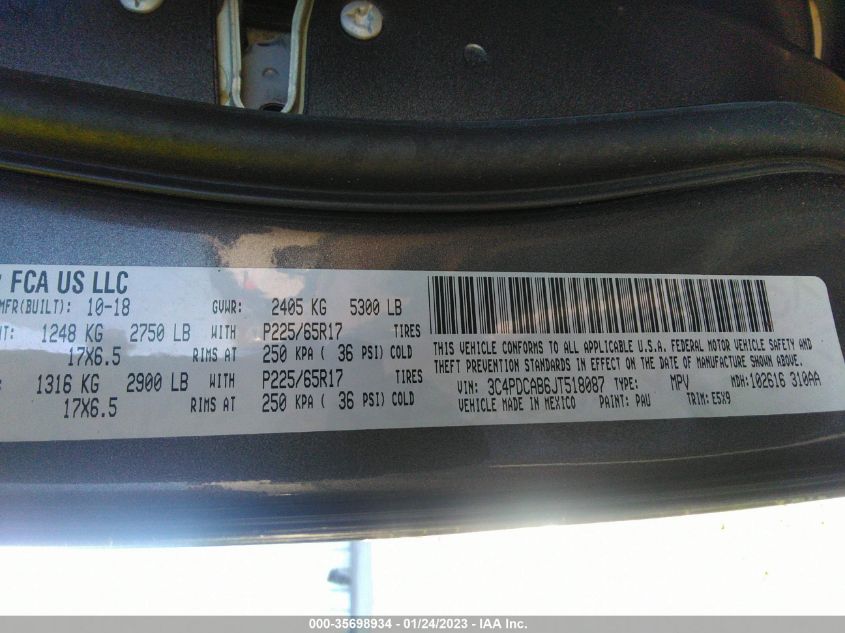 FCA US LLC
MFR(BUILT): 10-18 GVWR: 2405 KG 5300 LB
1248 KG 2750 LB WITH P225/65R17 TIRES
17X6.5 RIMS AT 250 KPA ( 36 PSI) COLD
1316 KG 2900 LB WITH P225/65R17 TIRES
17X6.5 RIMS AT 250 KPA ( 36 PSI) COLD
THIS VEHICLE CONFORMS TO ALL APPLICABLE U.S.A. FEDERAL MOTOR VEHICLE SAFETY AND
THEFT PREVENTION STANDARDS IN EFFECT ON THE DATE OF MANUFACTURE SHOWN ABOVE.
VIN: 3C4PDCAB6JT518087 TYPE: MPV MDH:102616 310AA
VEHICLE MADE IN MEXICO PAINT: PAU TRIM: E5X9
000-35698934 - 01/24/2023 - IAA Inc.